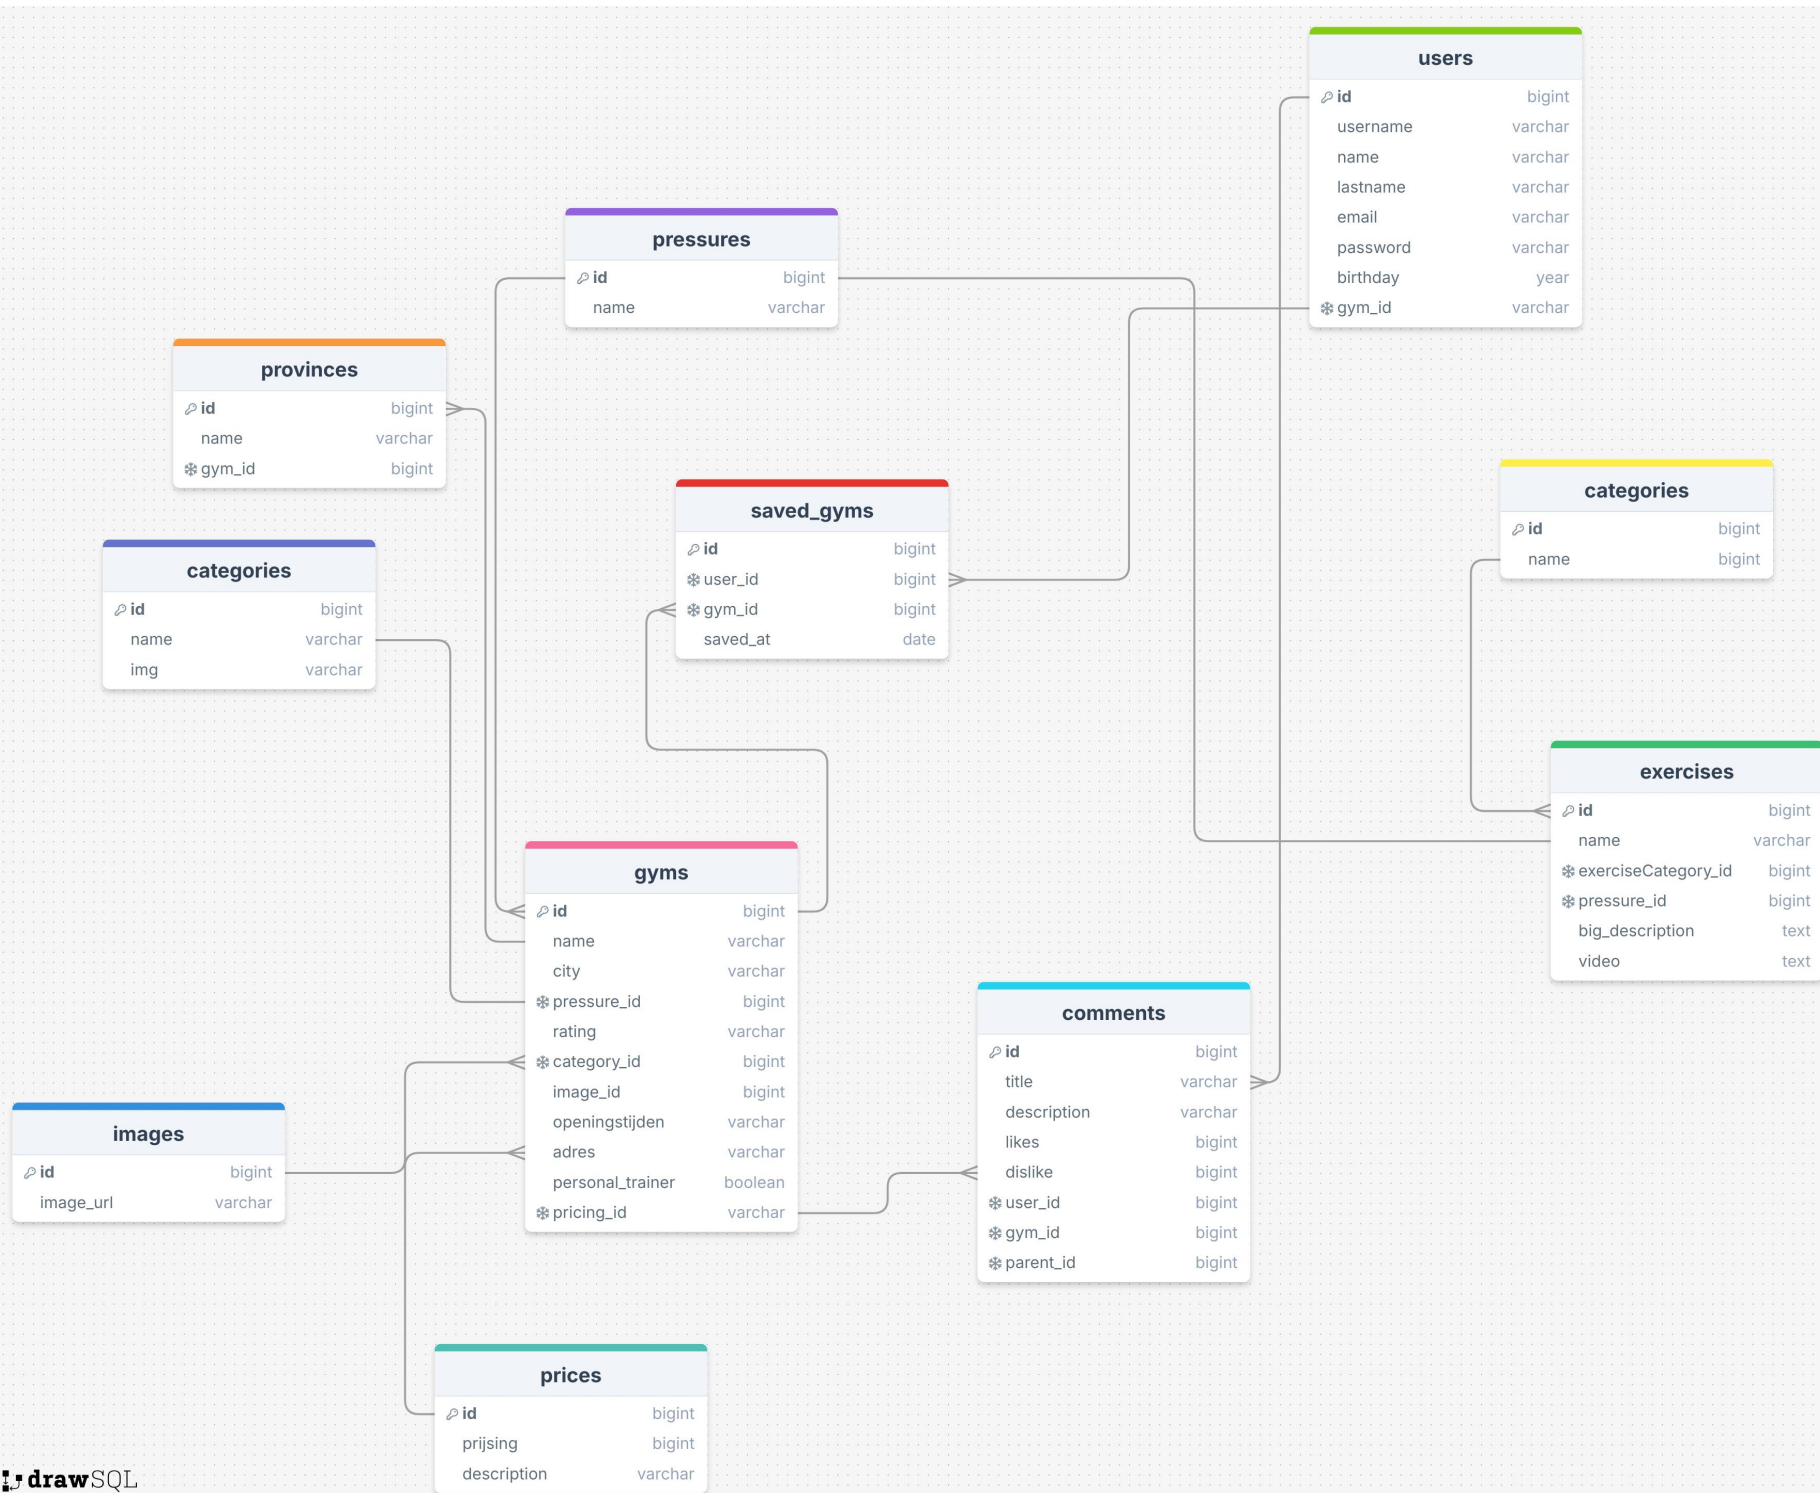 users
id bigint
username varchar
name varchar
lastname varchar
email varchar
password varchar
birthday year
gym_id varchar
pressures
id bigint
name varchar
provinces
id bigint
name varchar
gym_id bigint
categories
id bigint
name bigint
saved_gyms
id bigint
user_id bigint
gym_id bigint
saved_at date
categories
id bigint
name varchar
img varchar
exercises
id bigint
name varchar
exerciseCategory_id bigint
pressure_id bigint
big_description text
video text
gyms
id bigint
name varchar
city varchar
pressure_id bigint
rating varchar
category_id bigint
image_id bigint
openingstijden varchar
adres varchar
personal_trainer boolean
pricing_id varchar
comments
id bigint
title varchar
description varchar
likes bigint
dislike bigint
user_id bigint
gym_id bigint
parent_id bigint
images
id bigint
image_url varchar
prices
id bigint
prijsing bigint
description varchar
drawSQL